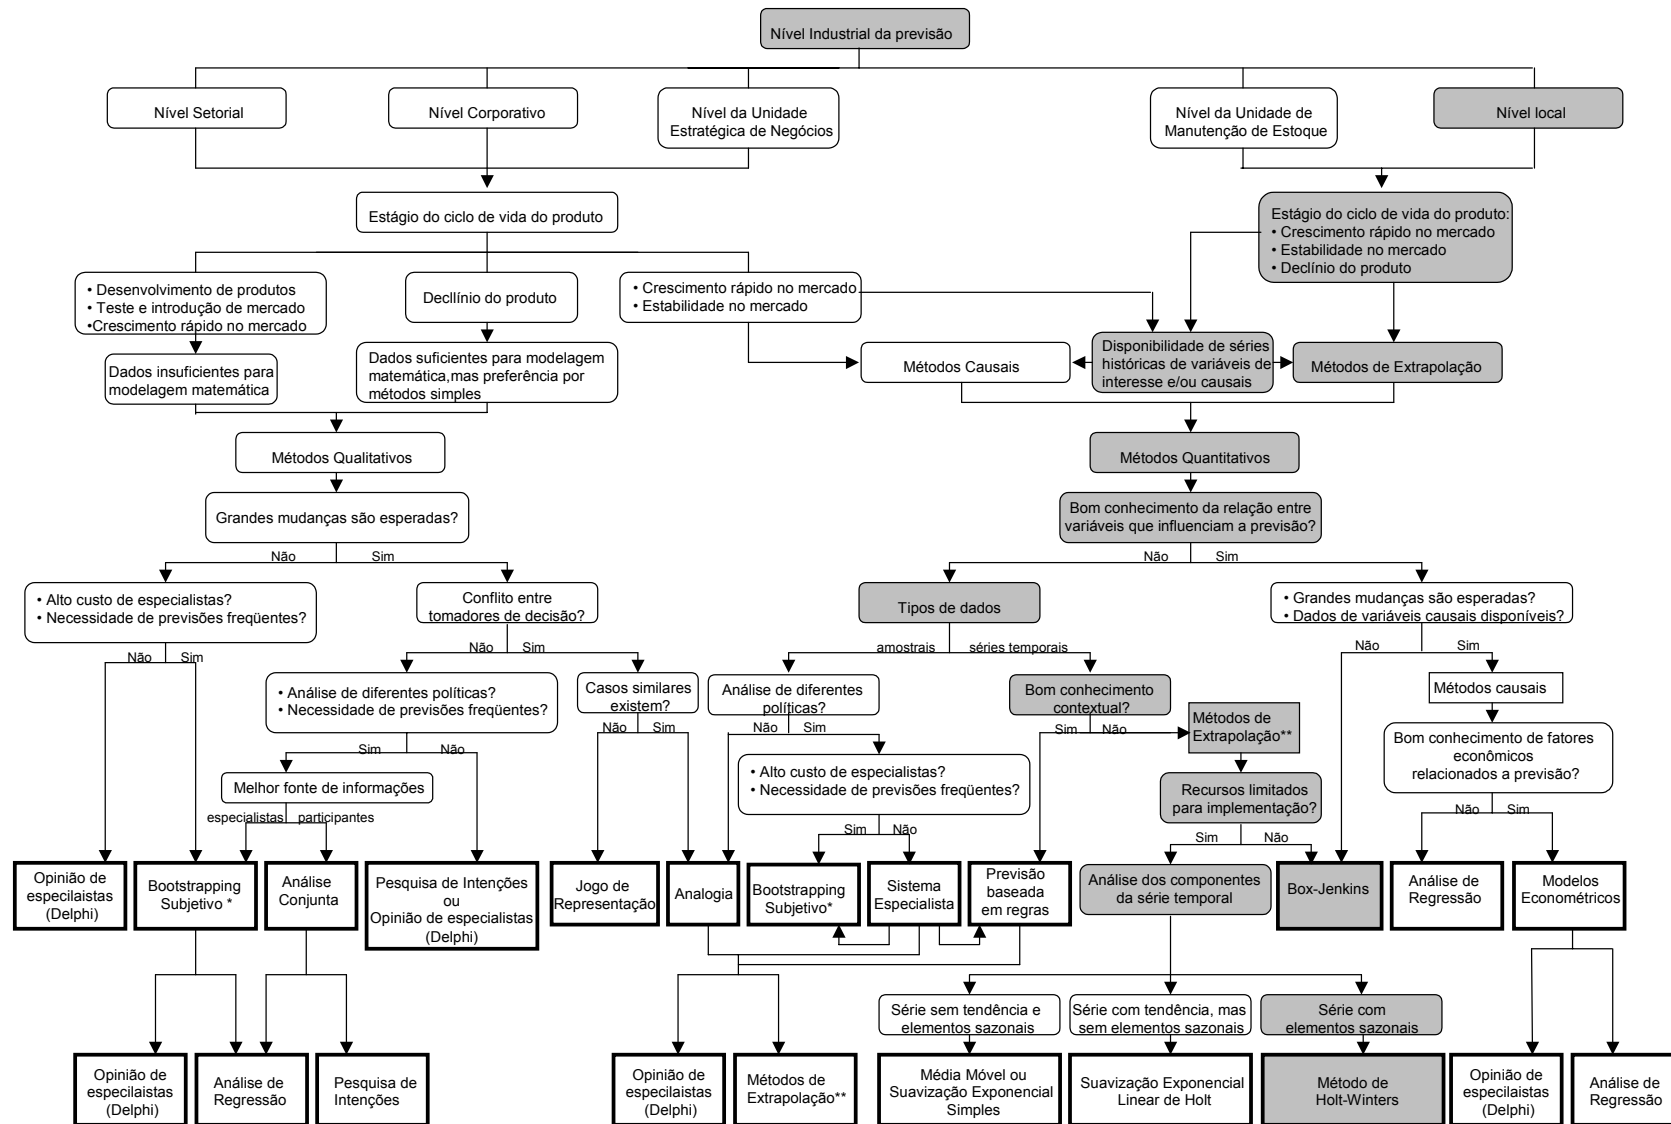 Nível Industrial da previsão
Nível Setorial
Nível Corporativo
Nível da Unidade
Estratégica de Negócios
Nível da Unidade de
Manutenção de Estoque
Nível local
Estágio do ciclo de vida do produto
Estágio do ciclo de vida do produto:
• Crescimento rápido no mercado
• Estabilidade no mercado
• Declínio do produto
• Desenvolvimento de produtos
• Teste e introdução de mercado
•Crescimento rápido no mercado
Decllínio do produto
• Crescimento rápido no mercado
• Estabilidade no mercado
Dados insuficientes para
modelagem matemática
Dados suficientes para modelagem
matemática,mas preferência por
métodos simples
Métodos Causais
Disponibilidade de séries
históricas de variáveis de
interesse e/ou causais
Métodos de Extrapolação
Métodos Qualitativos
Métodos Quantitativos
Grandes mudanças são esperadas?
Bom conhecimento da relação entre
variáveis que influenciam a previsão?
Não
Sim
Não
Sim
• Alto custo de especialistas?
• Necessidade de previsões freqüentes?
Conflito entre
tomadores de decisão?
Tipos de dados
• Grandes mudanças são esperadas?
• Dados de variáveis causais disponíveis?
Não
Sim
Não
Sim
amostrais
séries temporais
Não
Sim
• Análise de diferentes políticas?
• Necessidade de previsões freqüentes?
Casos similares
existem?
Análise de diferentes
políticas?
Bom conhecimento
contextual?
Métodos causais
Métodos de
Extrapolação**
Sim
Não
Não
Sim
Não
Sim
Sim
Não
Bom conhecimento de fatores
econômicos
relacionados a previsão?
Melhor fonte de informações
• Alto custo de especialistas?
• Necessidade de previsões freqüentes?
Recursos limitados
para implementação?
especialistas
participantes
Sim
Não
Sim
Não
Não
Sim
Opinião de
especilaistas
(Delphi)
Bootstrapping
Subjetivo *
Análise
Conjunta
Pesquisa de Intenções
ou
Opinião de especialistas
(Delphi)
Jogo de
Representação
Analogia
Bootstrapping
Subjetivo*
Sistema
Especialista
Previsão
baseada
em regras
Análise dos componentes
da série temporal
Box-Jenkins
Análise de
Regressão
Modelos
Econométricos
Série sem tendência e
elementos sazonais
Série com tendência, mas
sem elementos sazonais
Série com
elementos sazonais
Opinião de
especilaistas
(Delphi)
Análise de
Regressão
Pesquisa de
Intenções
Opinião de
especilaistas
(Delphi)
Métodos de
Extrapolação**
Média Móvel ou
Suavização Exponencial
Simples
Suavização Exponencial
Linear de Holt
Método de
Holt-Winters
Opinião de
especilaistas
(Delphi)
Análise de
Regressão